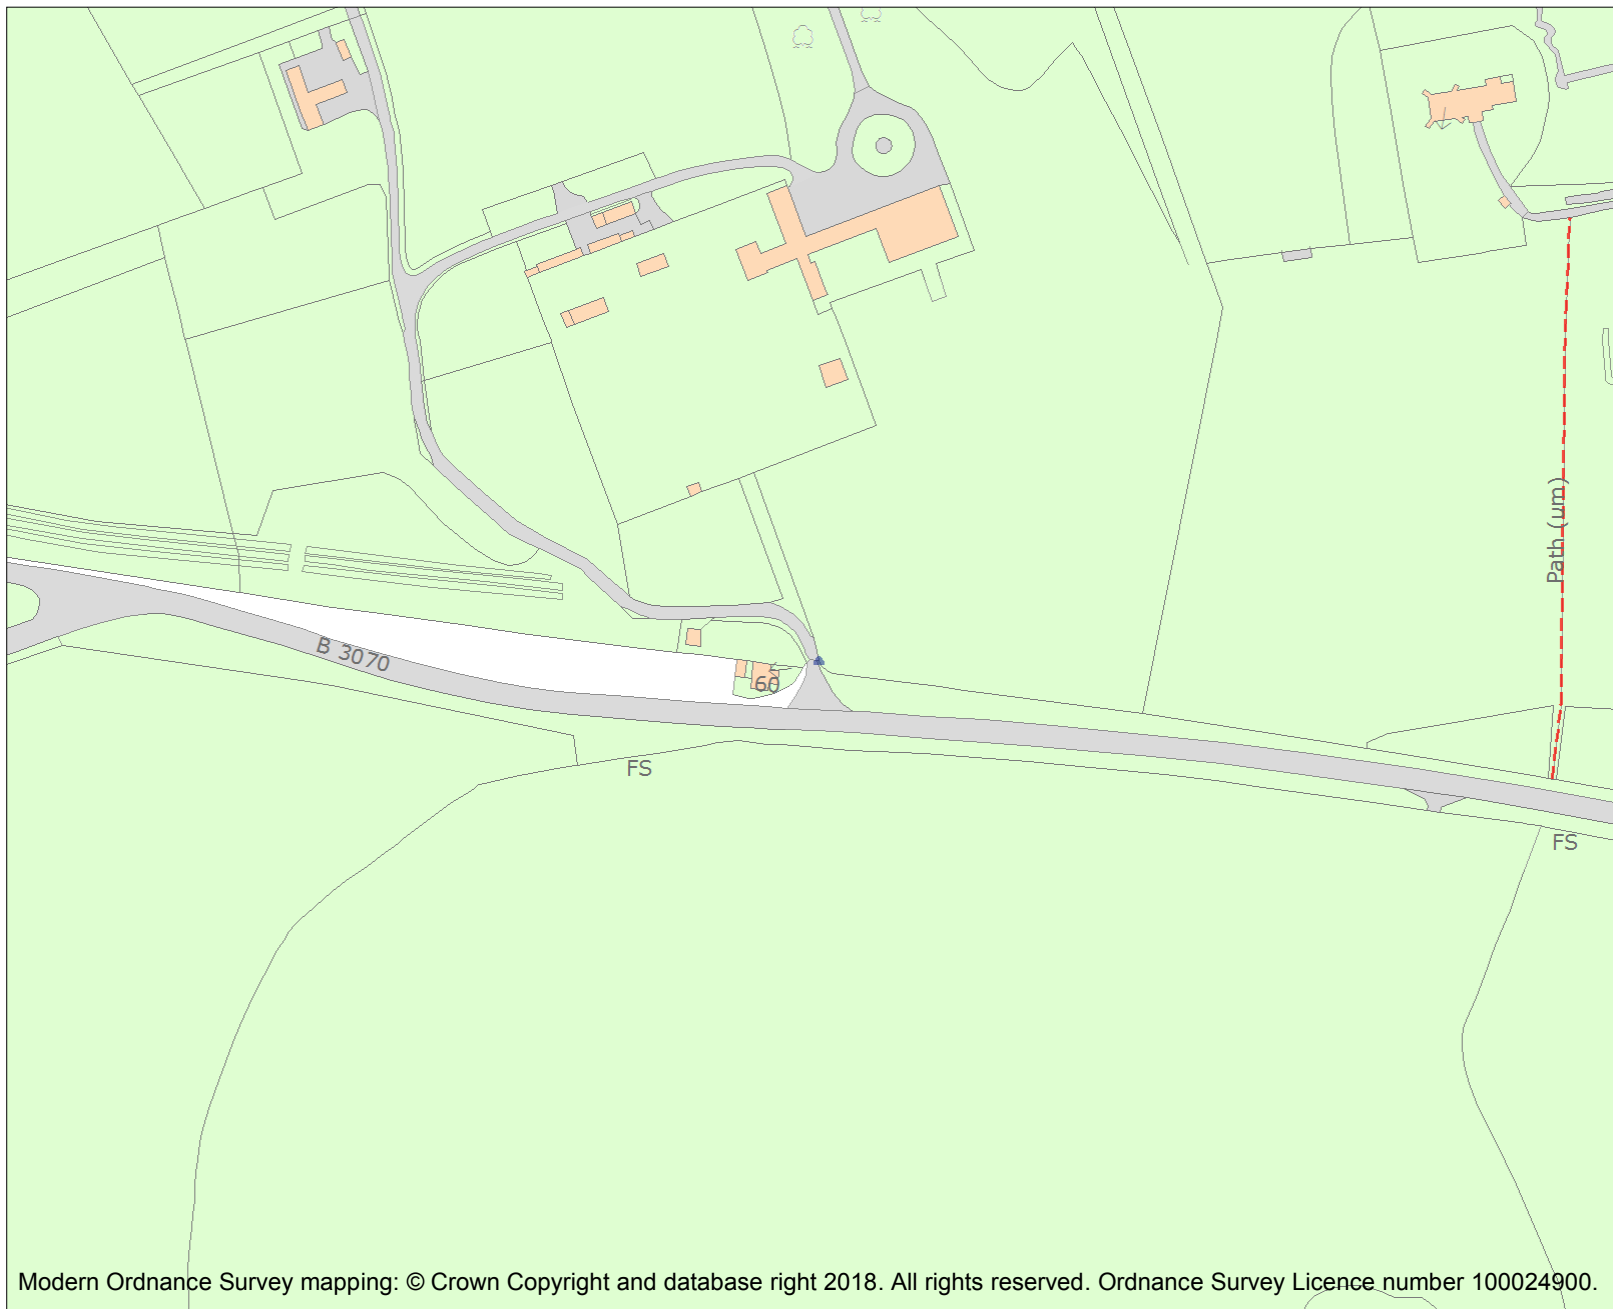 Path (um)
B 3070
60
FS
FS
Modern Ordnance Survey mapping: © Crown Copyright and database right 2018. All rights reserved. Ordnance Survey Licence number 100024900.